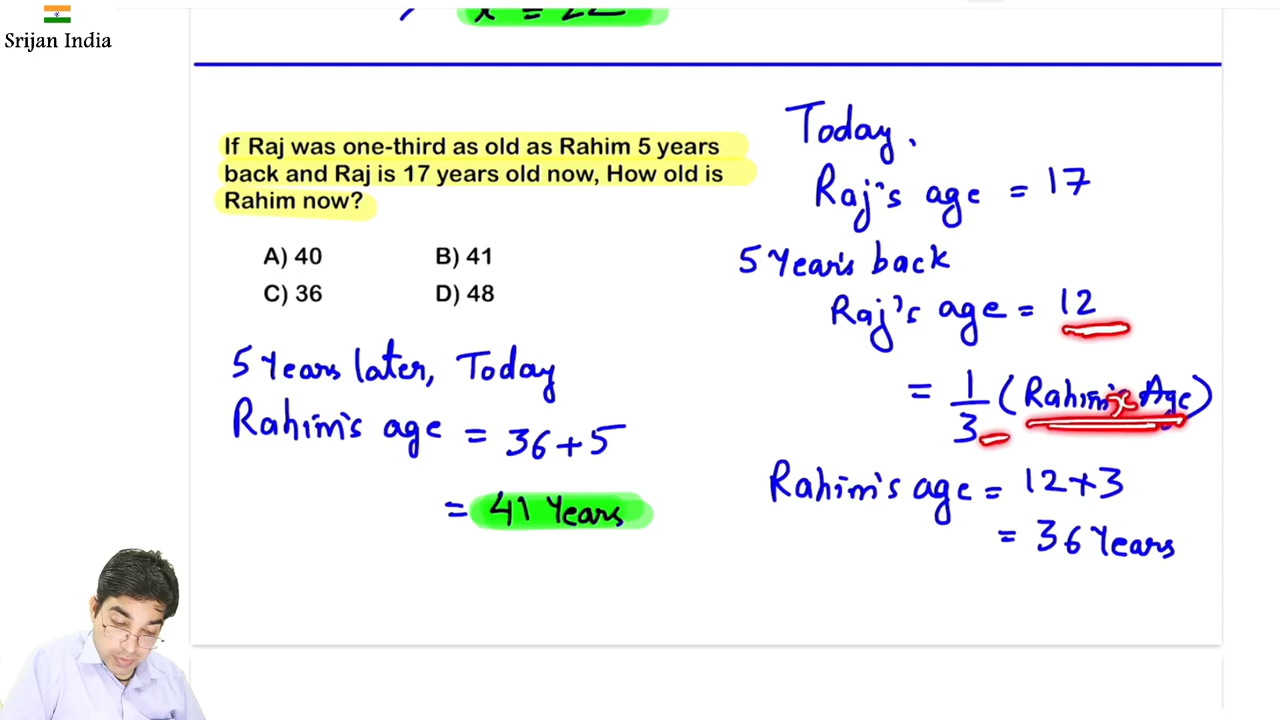 x = 22
Srijan India
If Raj was one-third as old as Rahim 5 years
back and Raj is 17 years old now, How old is
Rahim now?
A) 40 B) 41
C) 36 D) 48
5 Years later, Today
Rahim's age = 36+5
= 41 Years
Today.
Raj's age = 17
5 Year's back
Raj's age = 12
= 1/3 (Rahim's Age)
Rahim's age = 12+3
= 36 Years